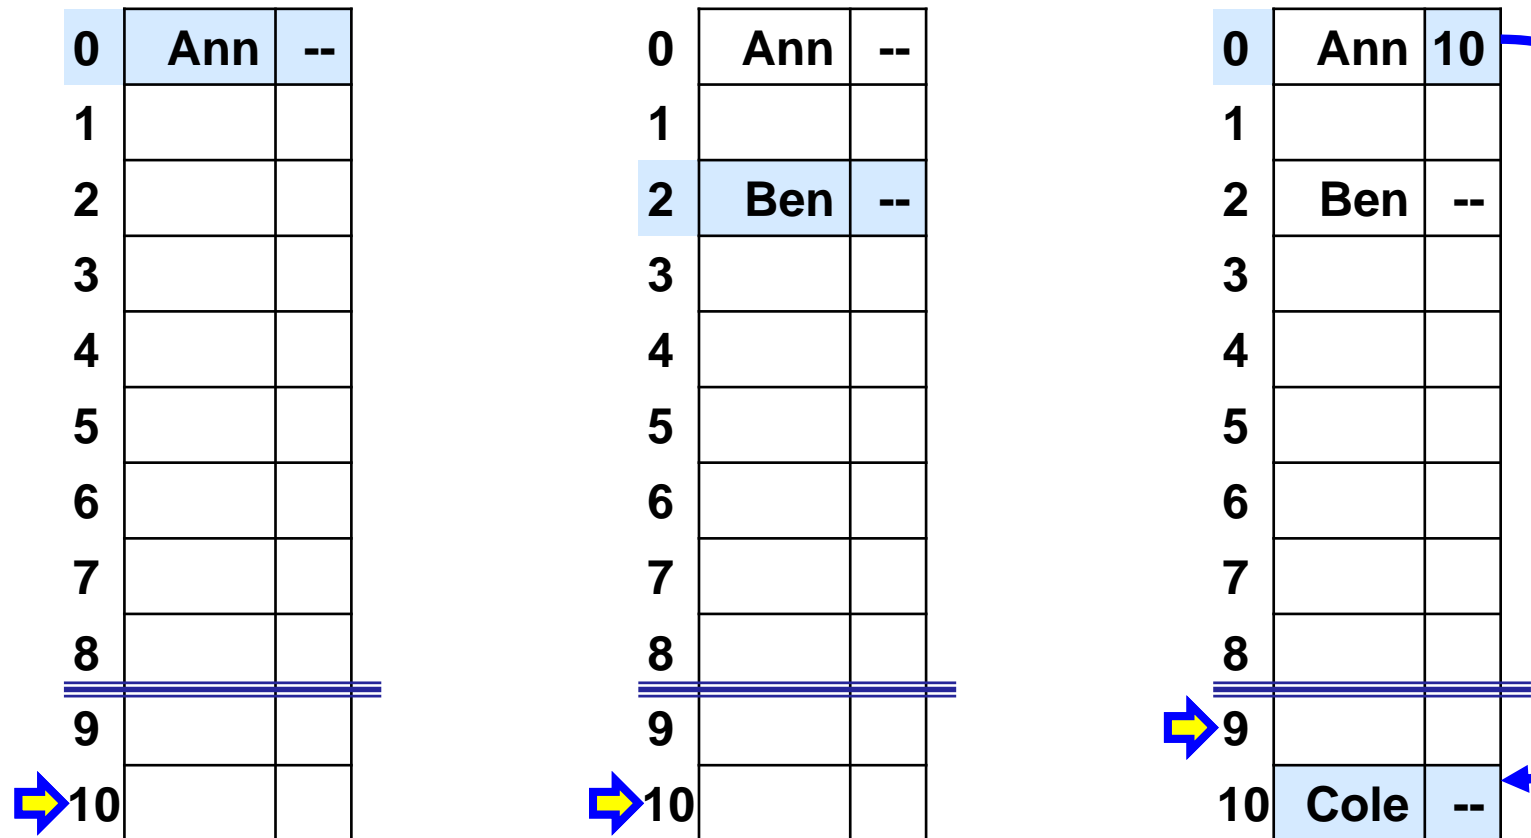 0 Ann -- 0 Ann -- 0 Ann 10
1 1 1
2 2 Ben -- 2 Ben --
3 3 3
4 4 4
5 5 5
6 6 6
7 7 7
8 8 8
9 9 9
10 10 10 Cole --